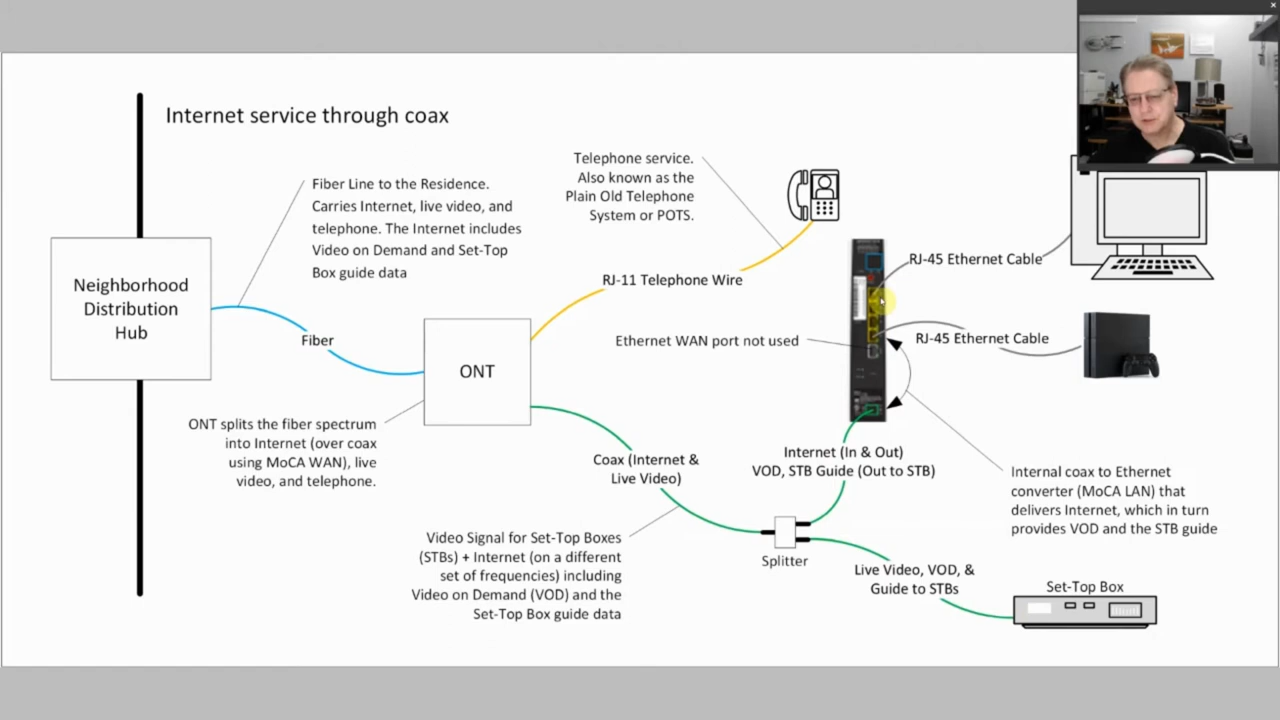 Internet service through coax
Fiber Line to the Residence.
Carries Internet, live video, and
telephone. The Internet includes
Video on Demand and Set-Top
Box guide data
Telephone service.
Also known as the
Plain Old Telephone
System or POTS.
Neighborhood
Distribution
Hub
Fiber
ONT
RJ-11 Telephone Wire
RJ-45 Ethernet Cable
Ethernet WAN port not used
RJ-45 Ethernet Cable
ONT splits the fiber spectrum
into Internet (over coax
using MoCA WAN), live
video, and telephone.
Coax (Internet &
Live Video)
Internet (In & Out)
VOD, STB Guide (Out to STB)
Internal coax to Ethernet
converter (MoCA LAN) that
delivers Internet, which in turn
provides VOD and the STB guide
Video Signal for Set-Top Boxes
(STBs) + Internet (on a different
set of frequencies) including
Video on Demand (VOD) and the
Set-Top Box guide data
Splitter
Live Video, VOD, &
Guide to STBs
Set-Top Box